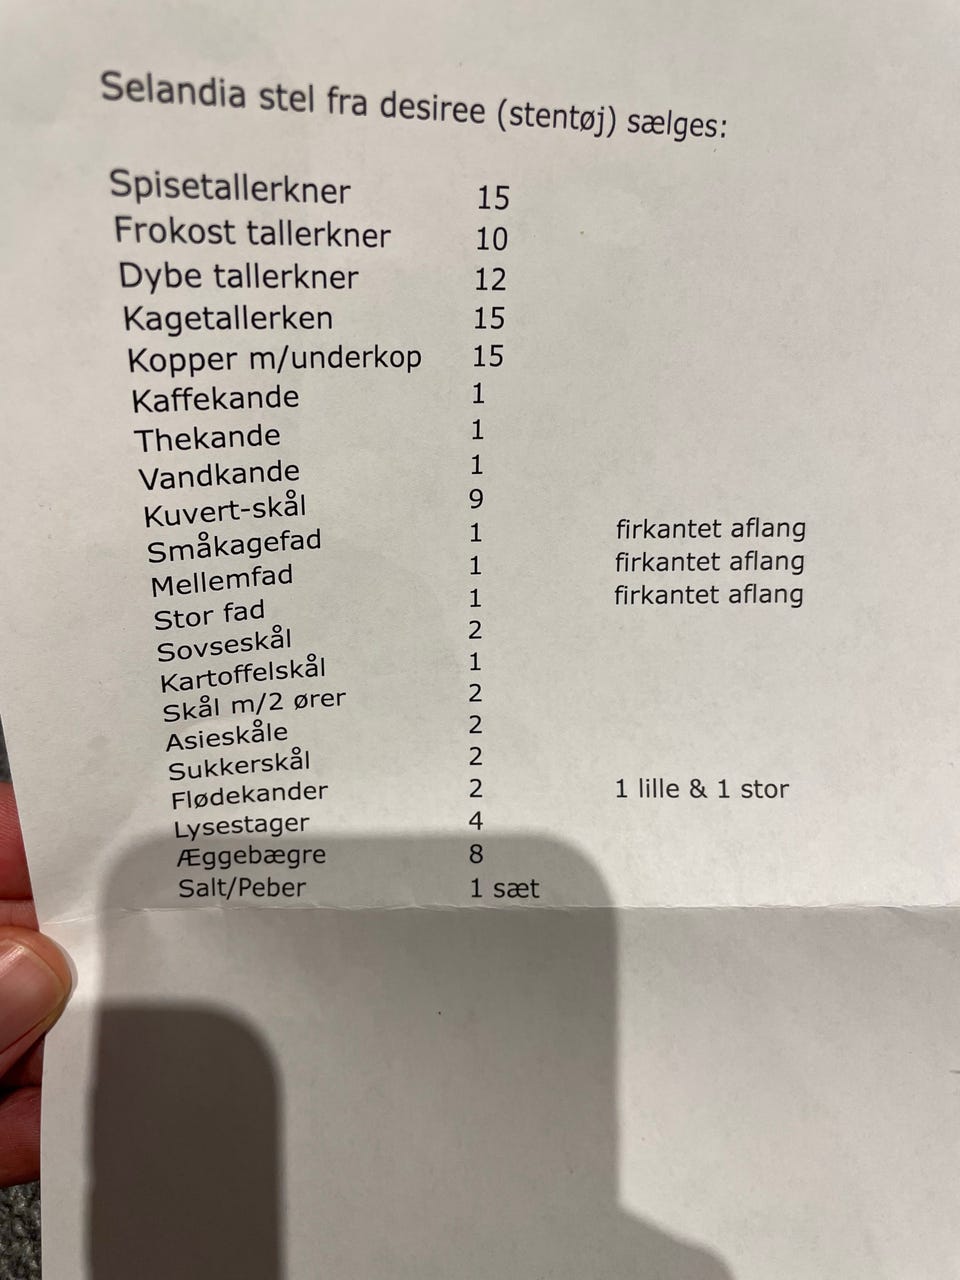 Selandia stel fra desiree (stentøj) sælges:
Spisetallerkner 15
Frokost tallerkner 10
Dybe tallerkner 12
Kagetallerken 15
Kopper m/underkop 15
Kaffekande 1
Thekande 1
Vandkande 1
Kuvert-skål 9
Småkagefad 1 firkantet aflang
Mellemfad 1 firkantet aflang
Stor fad 1 firkantet aflang
Sovseskål 2
Kartoffelskål 1
Skål m/2 ører 2
Asieskåle 2
Sukkerskål 2
Flødekander 2 1 lille & 1 stor
Lysestager 4
Æggebægre 8
Salt/Peber 1 sæt